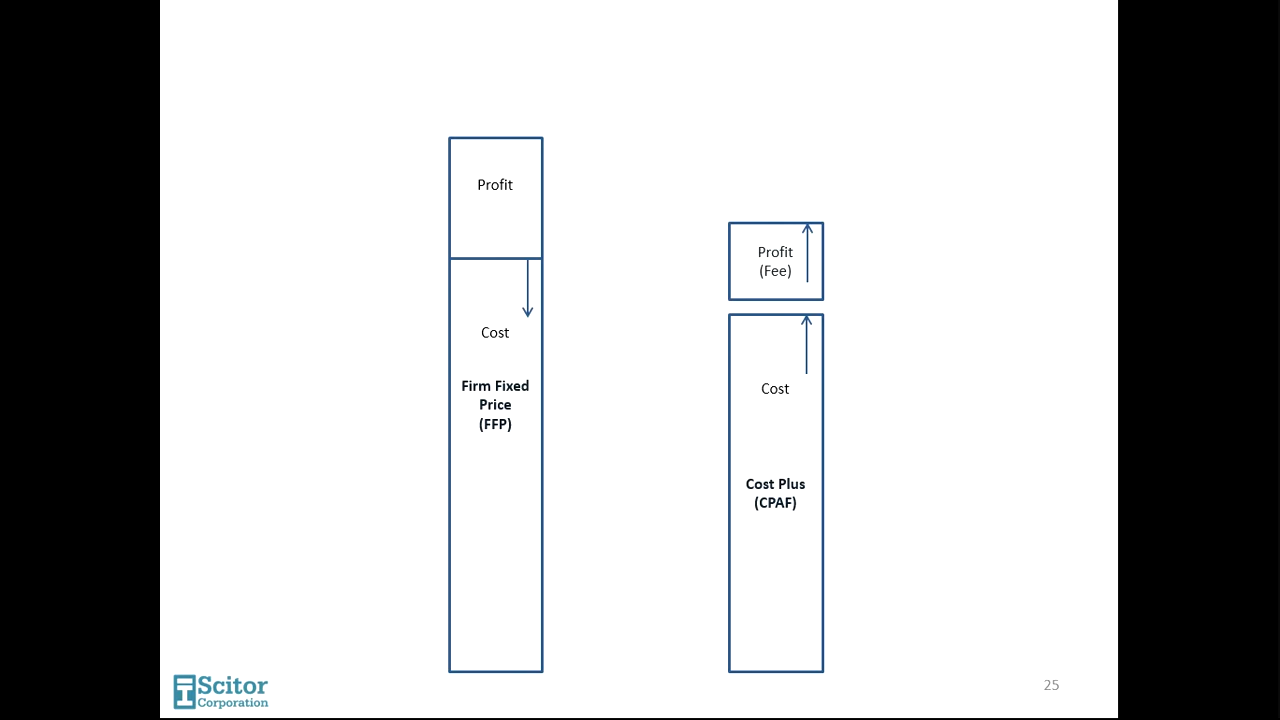 Profit
Cost
Firm Fixed
Price
(FFP)
Profit
(Fee)
Cost
Cost Plus
(CPAF)
Scitor
Corporation
25